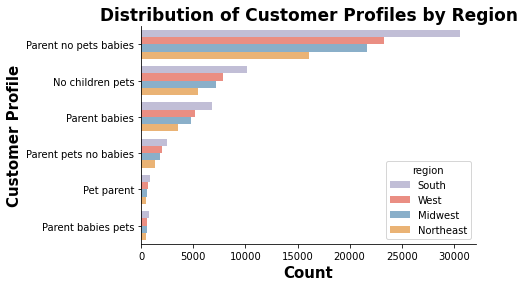 Distribution of Customer Profiles by Region
Customer Profile
Parent no pets babies
No children pets
Parent babies
Parent pets no babies
Pet parent
Parent babies pets
region
South
West
Midwest
Northeast
0 5000 10000 15000 20000 25000 30000
Count